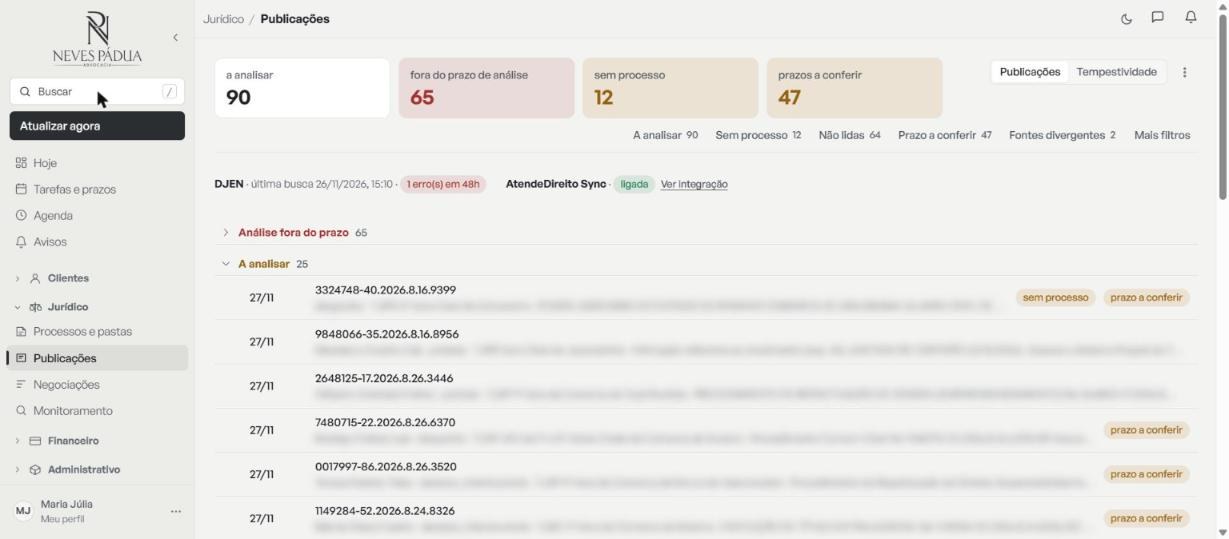 NEVES PÁDUA
ADVOCACIA
Buscar /
Atualizar agora
Hoje
Tarefas e prazos
Agenda
Avisos
Clientes
Jurídico
Processos e pastas
Publicações
Negociações
Monitoramento
Financeiro
Administrativo
MJ Maria Júlia
Meu perfil
Jurídico / Publicações
a analisar
90
fora do prazo de análise
65
sem processo
12
prazos a conferir
47
Publicações Tempestividade
A analisar 90 Sem processo 12 Não lidas 64 Prazo a conferir 47 Fontes divergentes 2 Mais filtros
DJEN · última busca 26/11/2026, 15:10 · 1 erro(s) em 48h AtendeDireito Sync · ligada Ver integração
Análise fora do prazo 65
A analisar 25
27/11 3324748-40.2026.8.16.9399 sem processo prazo a conferir
27/11 9848066-35.2026.8.16.8956
27/11 2648125-17.2026.8.26.3446
27/11 7480715-22.2026.8.26.6370 prazo a conferir
27/11 0017997-86.2026.8.26.3520 prazo a conferir
27/11 1149284-52.2026.8.24.8326 prazo a conferir